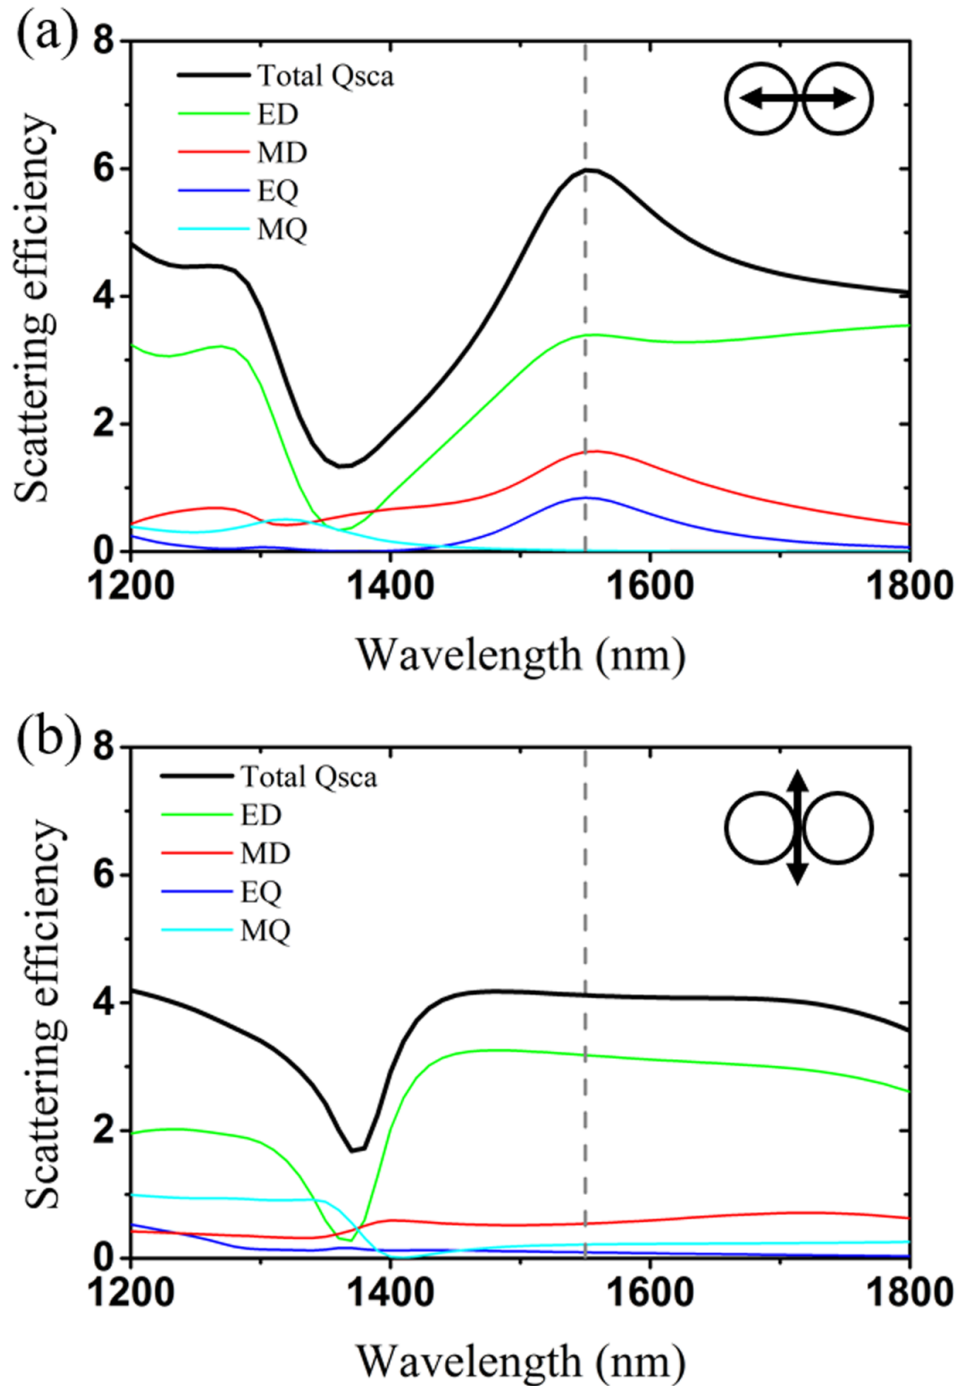 (a)
8
6
4
2
0
Scattering efficiency
Total Qsca
ED
MD
EQ
MQ
1200 1400 1600 1800
Wavelength (nm)
(b)
8
6
4
2
0
Scattering efficiency
Total Qsca
ED
MD
EQ
MQ
1200 1400 1600 1800
Wavelength (nm)